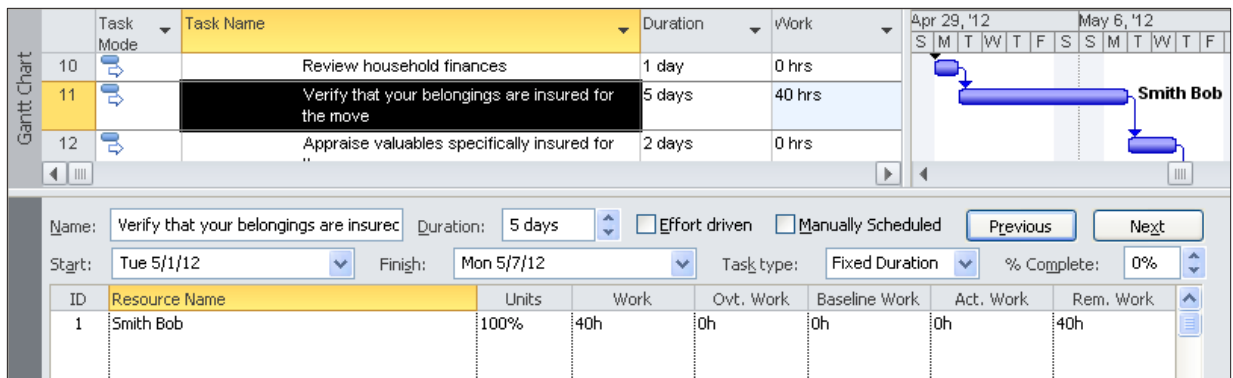 Gantt Chart
Task Mode Task Name Duration Work
Apr 29, '12 May 6, '12
S M T W T F S S M T W T F
10 Review household finances 1 day 0 hrs
11 Verify that your belongings are insured for the move 5 days 40 hrs Smith Bob
12 Appraise valuables specifically insured for 2 days 0 hrs
Name: Verify that your belongings are insurec Duration: 5 days Effort driven Manually Scheduled Previous Next
Start: Tue 5/1/12 Finish: Mon 5/7/12 Task type: Fixed Duration % Complete: 0%
ID Resource Name Units Work Ovt. Work Baseline Work Act. Work Rem. Work
1 Smith Bob 100% 40h 0h 0h 0h 40h